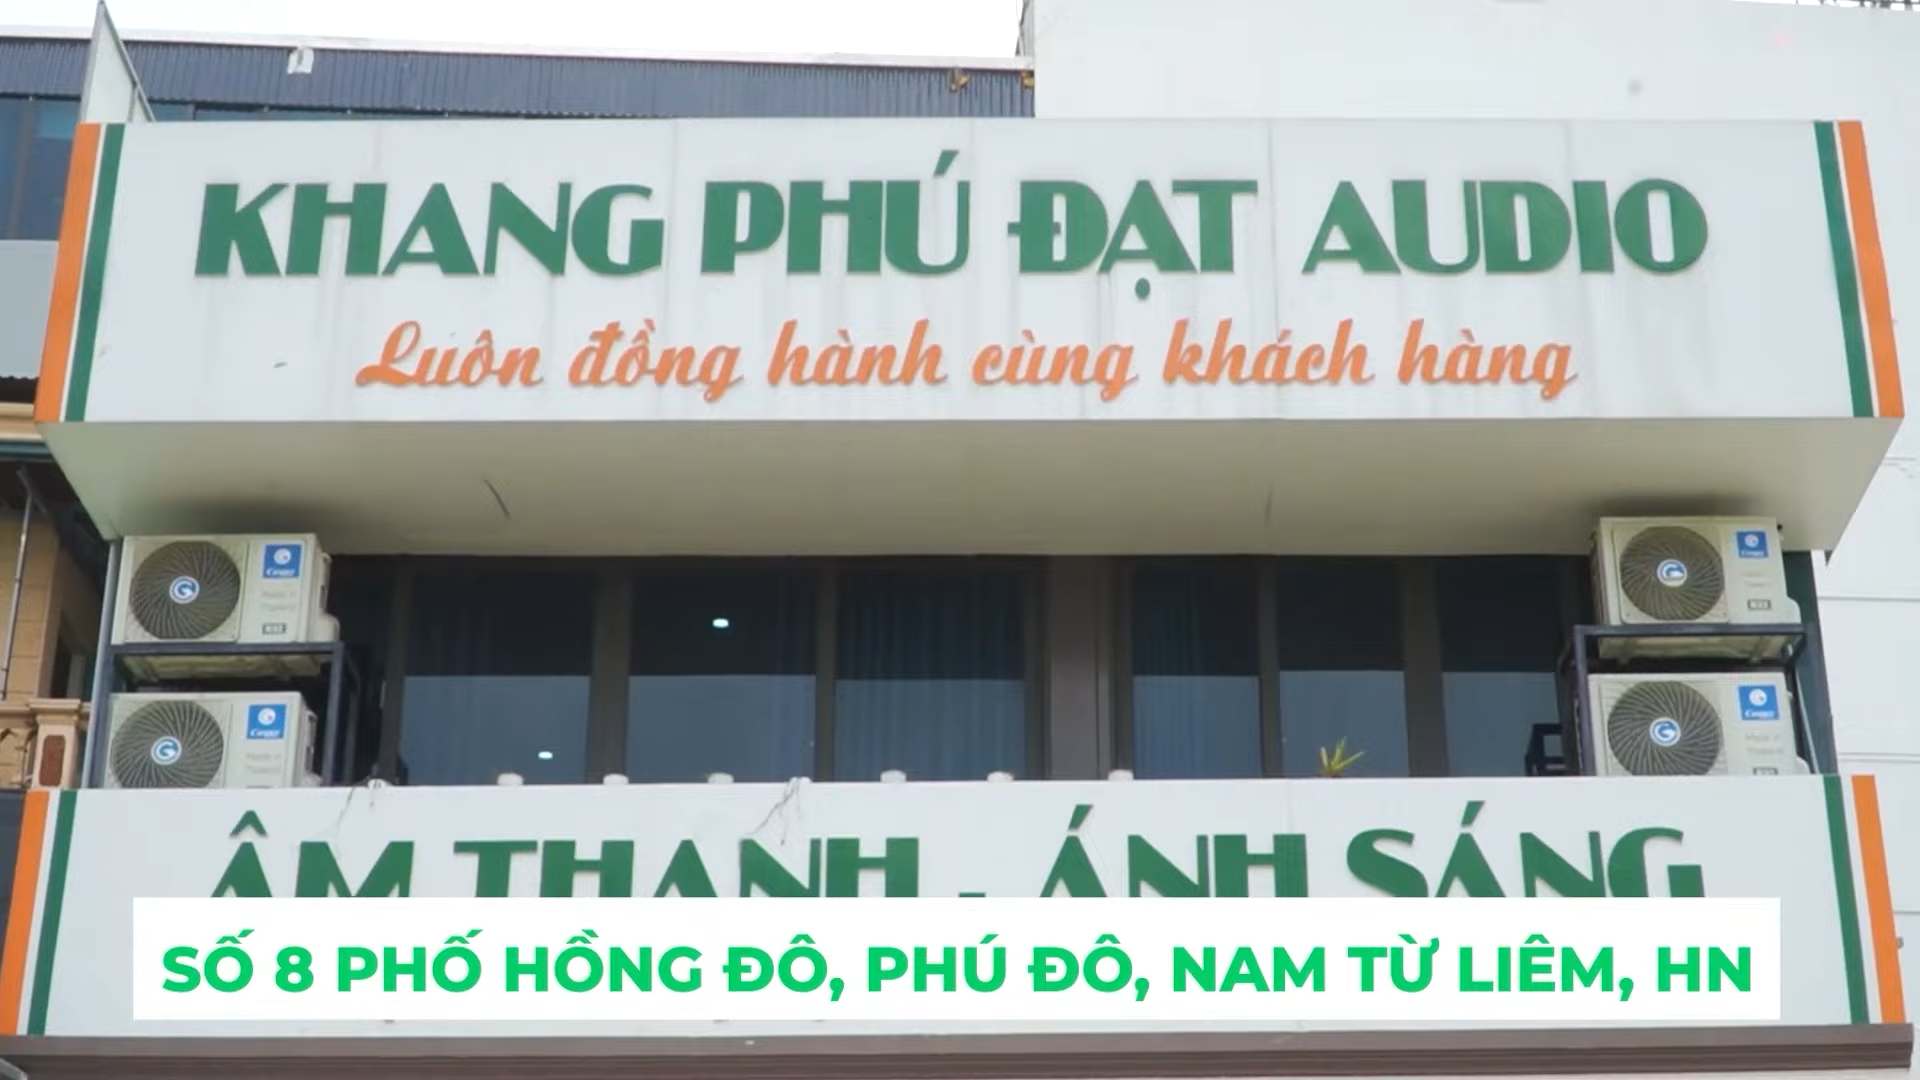 KHANG PHÚ ĐẠT AUDIO
Luôn đồng hành cùng khách hàng
ÂM THANH - ÁNH SÁNG
SỐ 8 PHỐ HỒNG ĐÔ, PHÚ ĐÔ, NAM TỪ LIÊM, HN